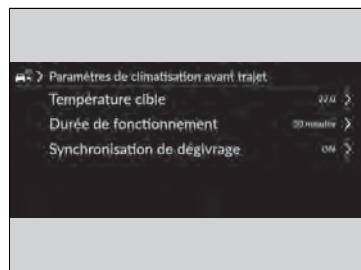 Paramètres de climatisation avant trajet
Température cible 22.0
Durée de fonctionnement 30 minutes
Synchronisation de dégivrage ON